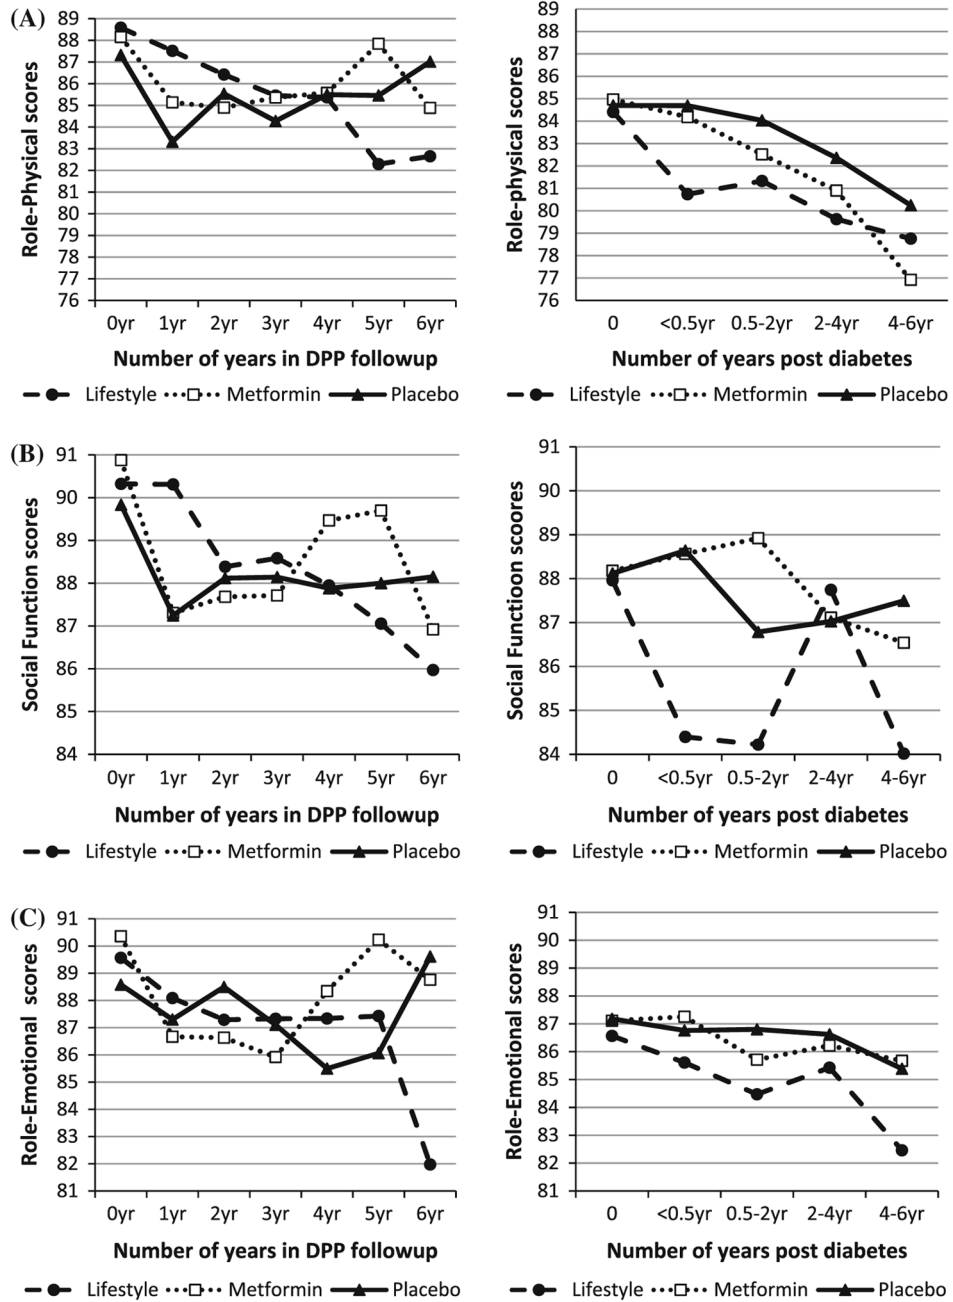 (A)
Role-Physical scores
89
88
87
86
85
84
83
82
81
80
79
78
77
76
0yr 1yr 2yr 3yr 4yr 5yr 6yr
Number of years in DPP followup
Lifestyle Metformin Placebo
Role-physical scores
89
88
87
86
85
84
83
82
81
80
79
78
77
76
0 <0.5yr 0.5-2yr 2-4yr 4-6yr
Number of years post diabetes
Lifestyle Metformin Placebo
(B)
Social Function scores
91
90
89
88
87
86
85
84
0yr 1yr 2yr 3yr 4yr 5yr 6yr
Number of years in DPP followup
Lifestyle Metformin Placebo
Social Function scoores
91
90
89
88
87
86
85
84
0 <0.5yr 0.5-2yr 2-4yr 4-6yr
Number of years post diabetes
Lifestyle Metformin Placebo
(C)
Role-Emotional scores
91
90
89
88
87
86
85
84
83
82
81
0yr 1yr 2yr 3yr 4yr 5yr 6yr
Number of years in DPP followup
Lifestyle Metformin Placebo
Role-Emotional scores
91
90
89
88
87
86
85
84
83
82
81
0 <0.5yr 0.5-2yr 2-4yr 4-6yr
Number of years post diabetes
Lifestyle Metformin Placebo